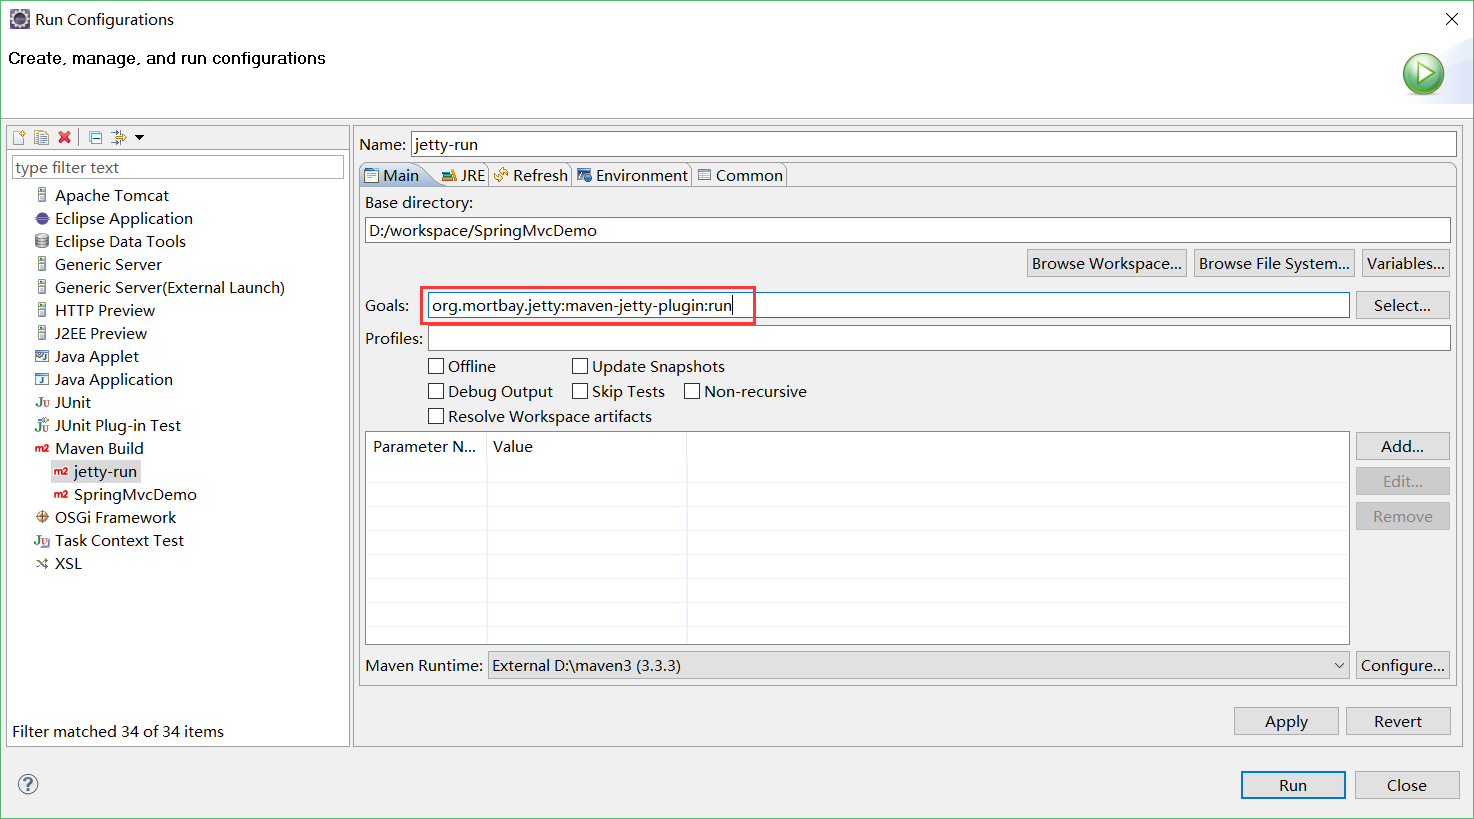 Run Configurations
Create, manage, and run configurations
type filter text
Apache Tomcat
Eclipse Application
Eclipse Data Tools
Generic Server
Generic Server(External Launch)
HTTP Preview
J2EE Preview
Java Applet
Java Application
JUnit
JUnit Plug-in Test
Maven Build
jetty-run
SpringMvcDemo
OSGi Framework
Task Context Test
XSL
Filter matched 34 of 34 items
Name: jetty-run
Main JRE Refresh Environment Common
Base directory:
D:/workspace/SpringMvcDemo
Browse Workspace... Browse File System... Variables...
Goals: org.mortbay.jetty:maven-jetty-plugin:run Select...
Profiles:
Offline Update Snapshots
Debug Output Skip Tests Non-recursive
Resolve Workspace artifacts
Parameter N... Value
Add...
Edit...
Remove
Maven Runtime: External D:\maven3 (3.3.3) Configure...
Apply Revert
Run Close